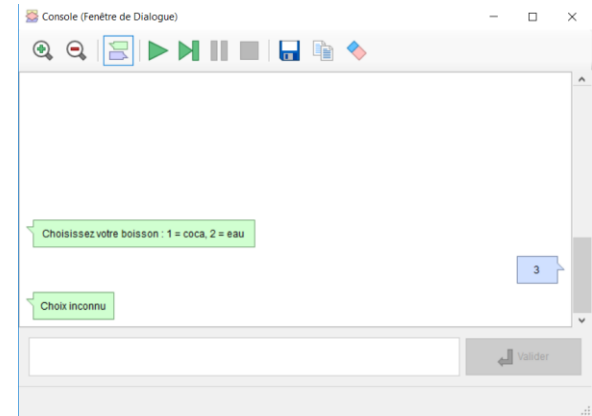 Console (Fenêtre de Dialogue)
Choisissez votre boisson : 1 = coca, 2 = eau
3
Choix inconnu
Valider